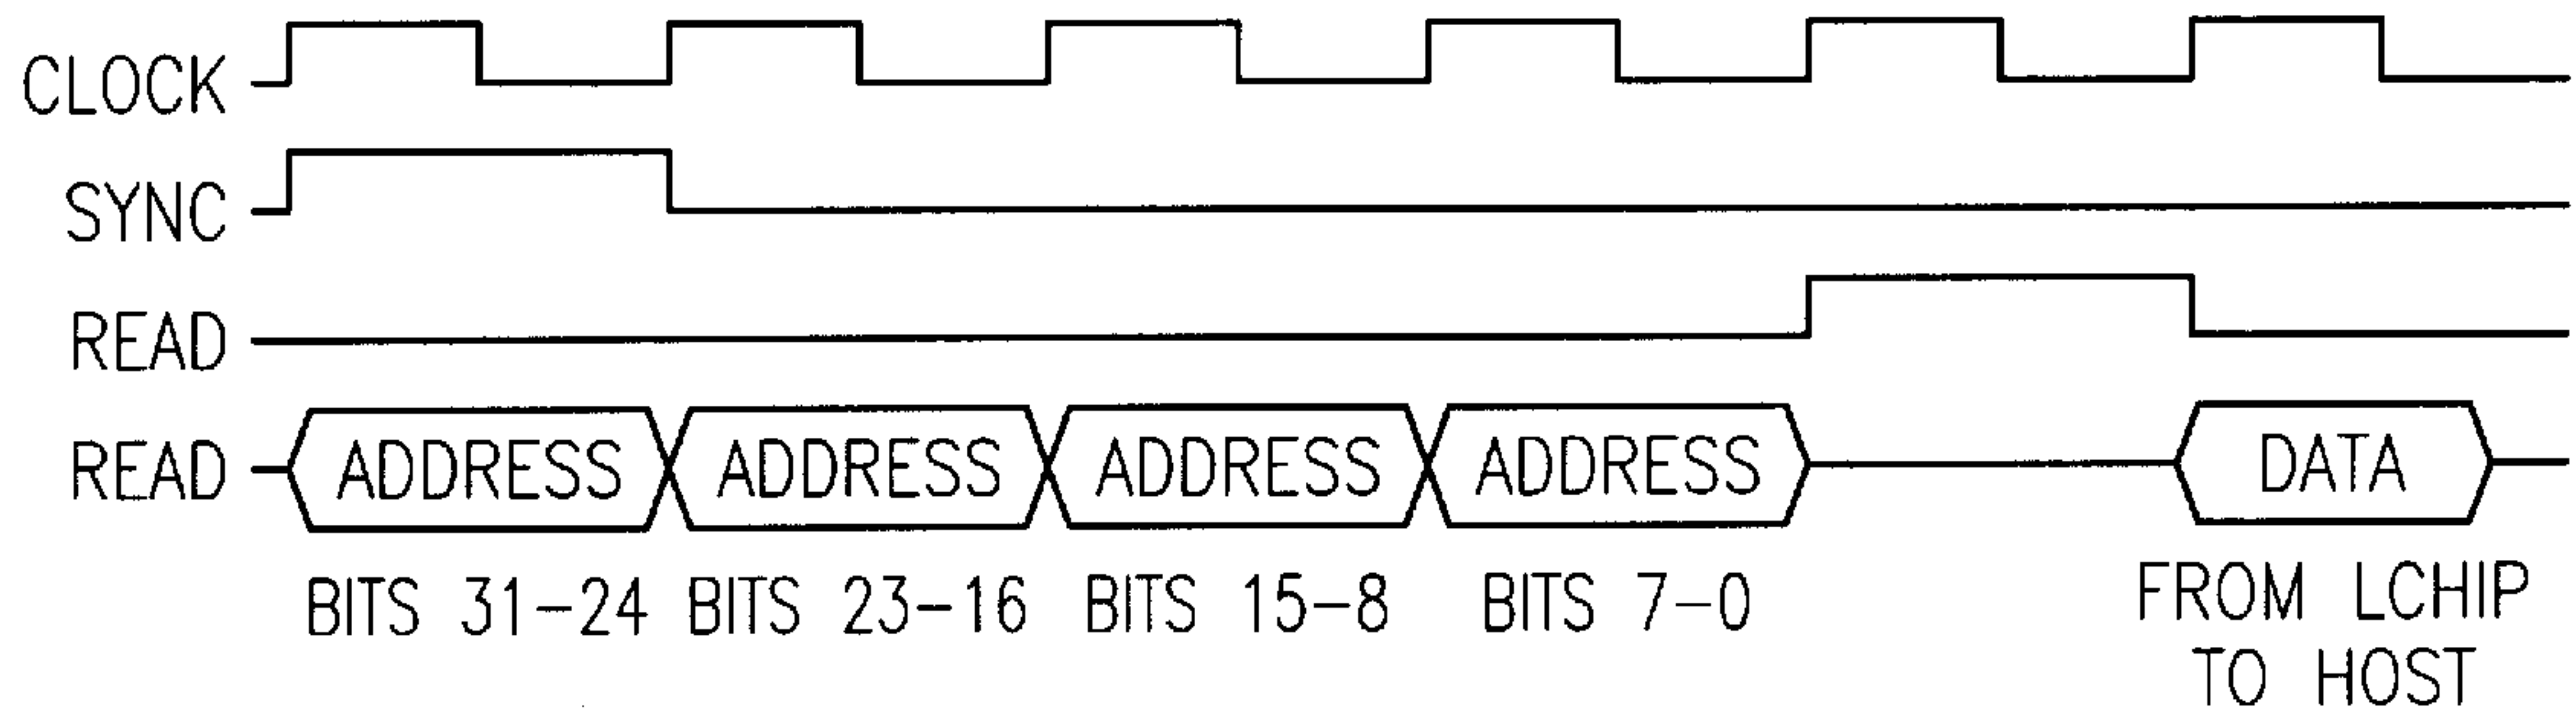 CLOCK
SYNC
READ
READ ADDRESS ADDRESS ADDRESS ADDRESS DATA
BITS 31-24 BITS 23-16 BITS 15-8 BITS 7-0 FROM LCHIP
TO HOST